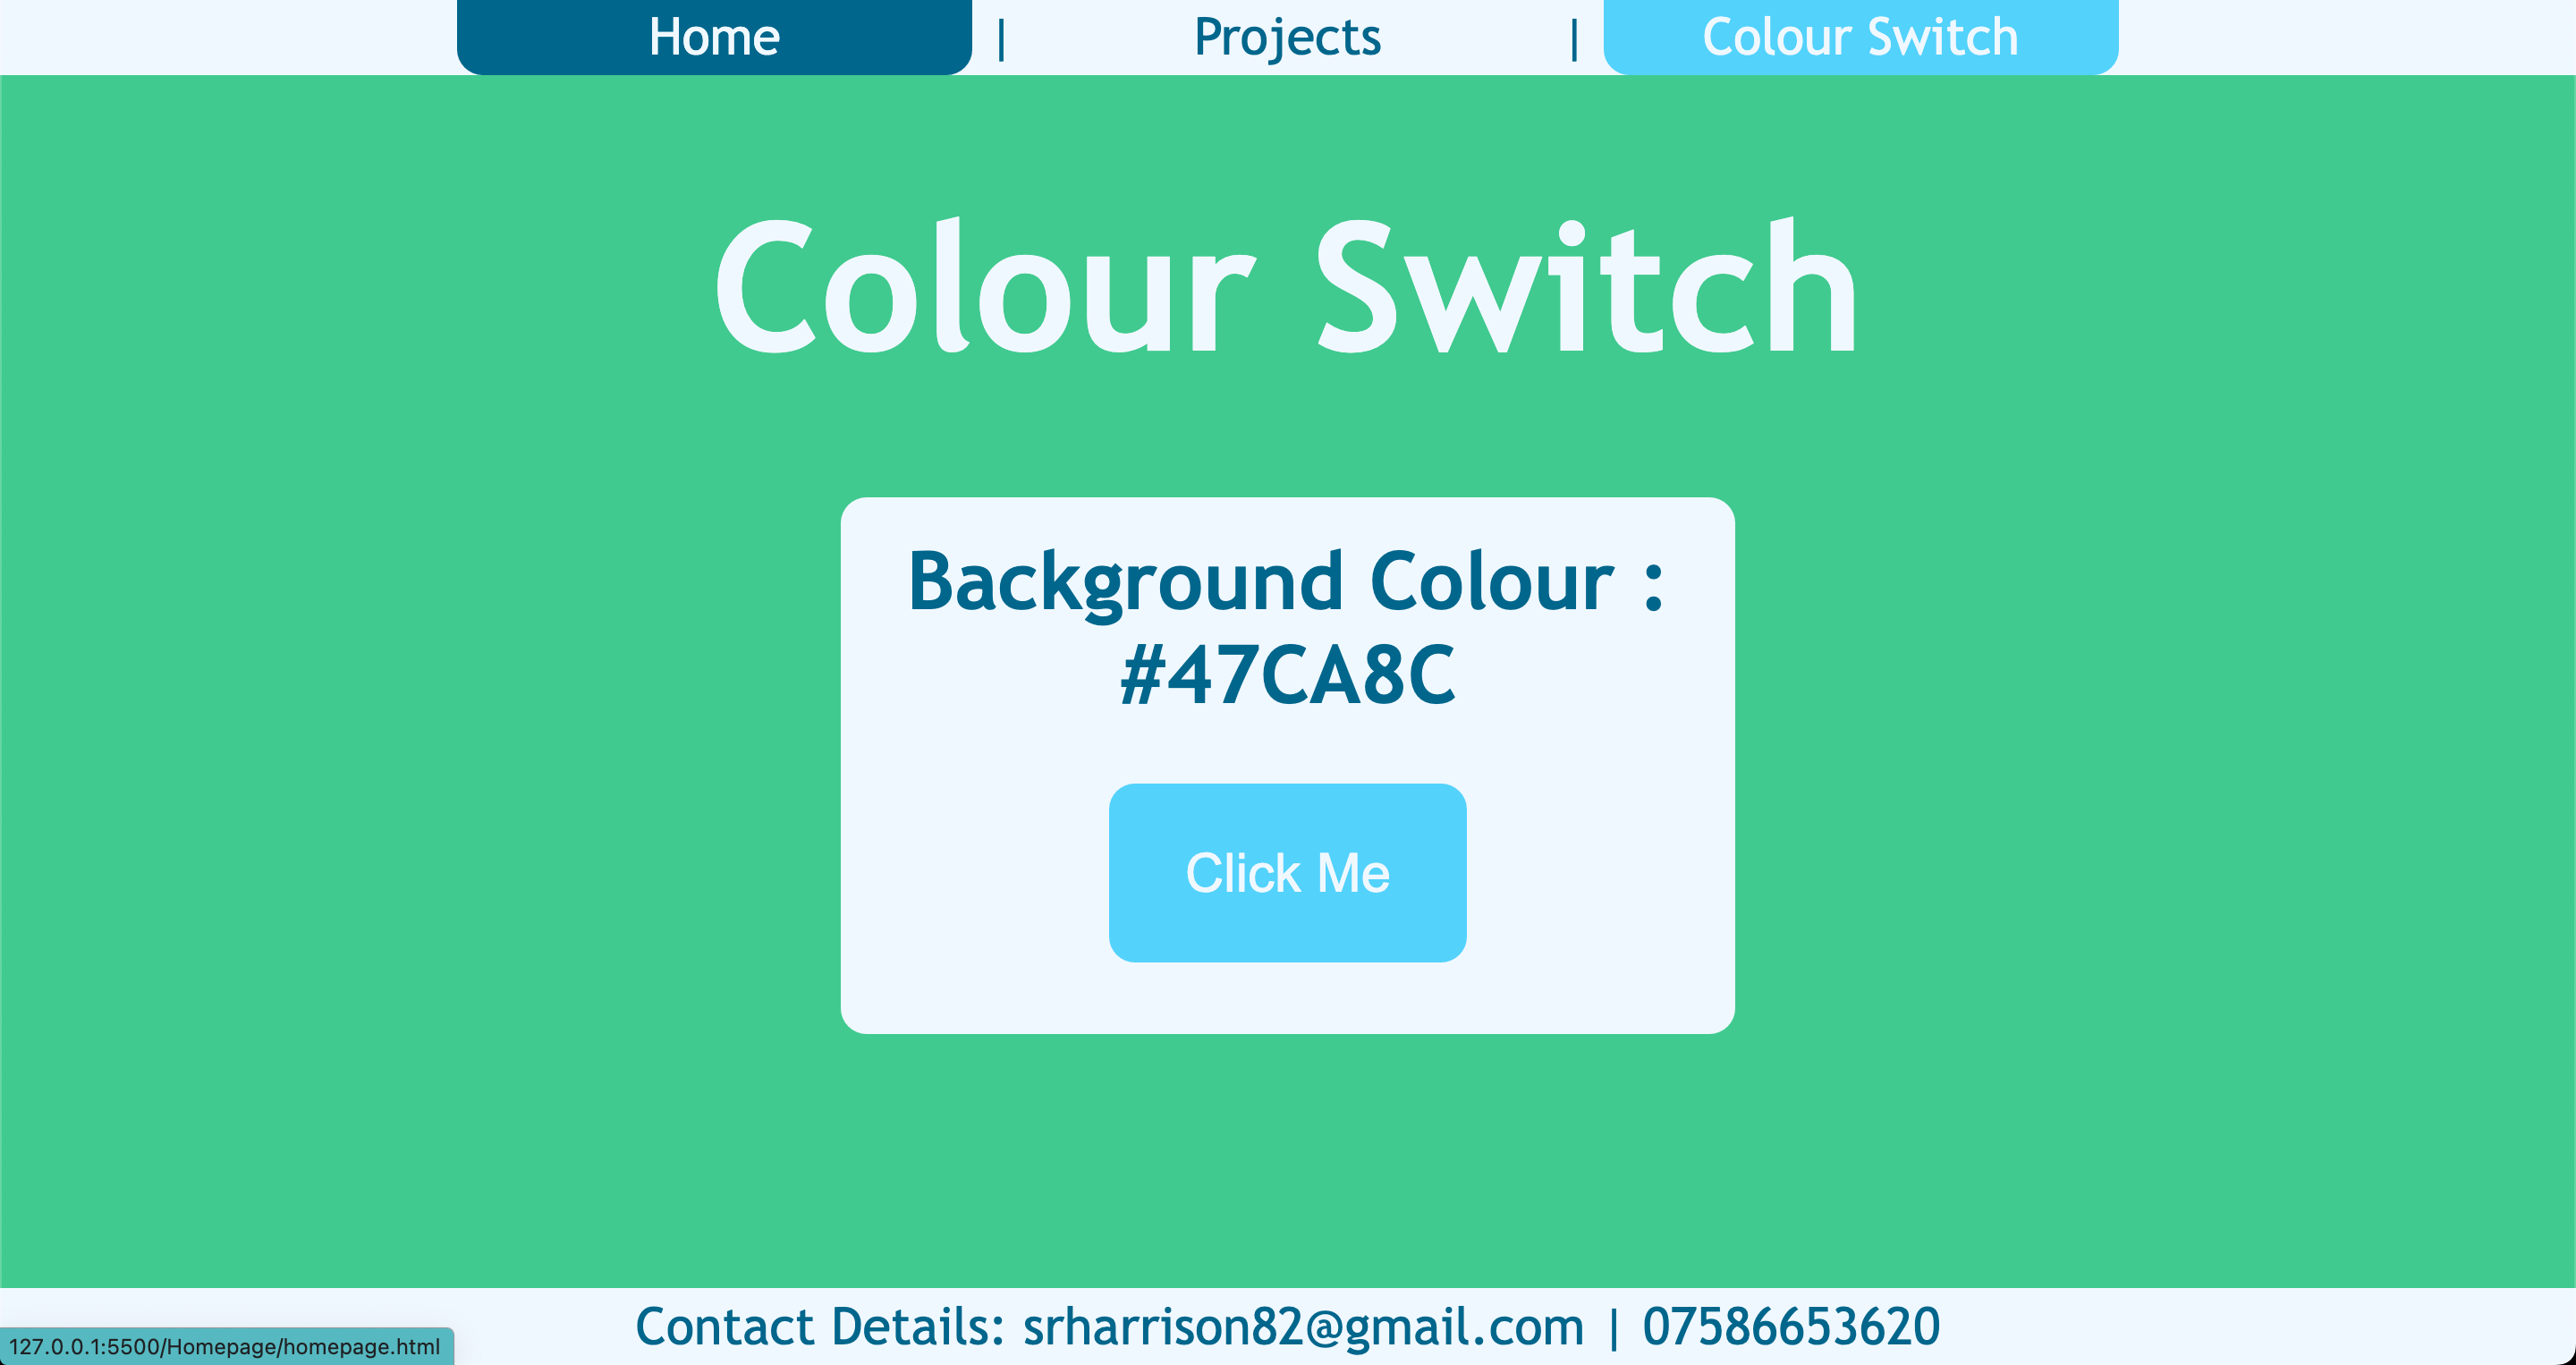 Home | Projects | Colour Switch
Colour Switch
Background Colour :
#47CA8C
Click Me
Contact Details: srharrison82@gmail.com | 07586653620
127.0.0.1:5500/Homepage/homepage.html